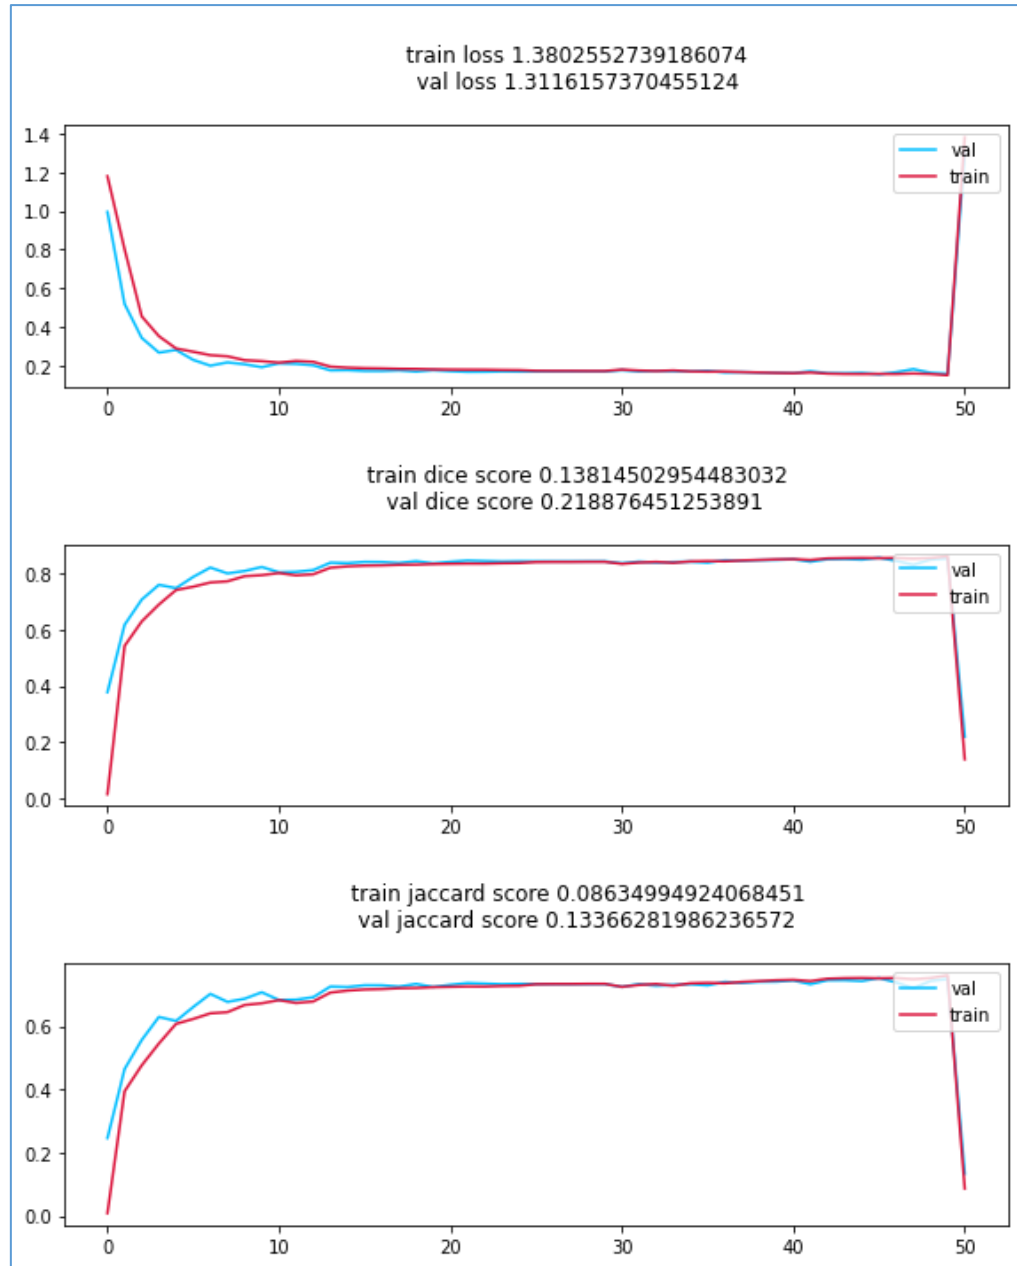 train loss 1.3802552739186074
val loss 1.3116157370455124
1.4
1.2
1.0
0.8
0.6
0.4
0.2
0
10
20
30
40
50
val
train
train dice score 0.13814502954483032
val dice score 0.218876451253891
0.8
0.6
0.4
0.2
0.0
0
10
20
30
40
50
val
train
train jaccard score 0.08634994924068451
val jaccard score 0.13366281986236572
0.6
0.4
0.2
0.0
0
10
20
30
40
50
val
train